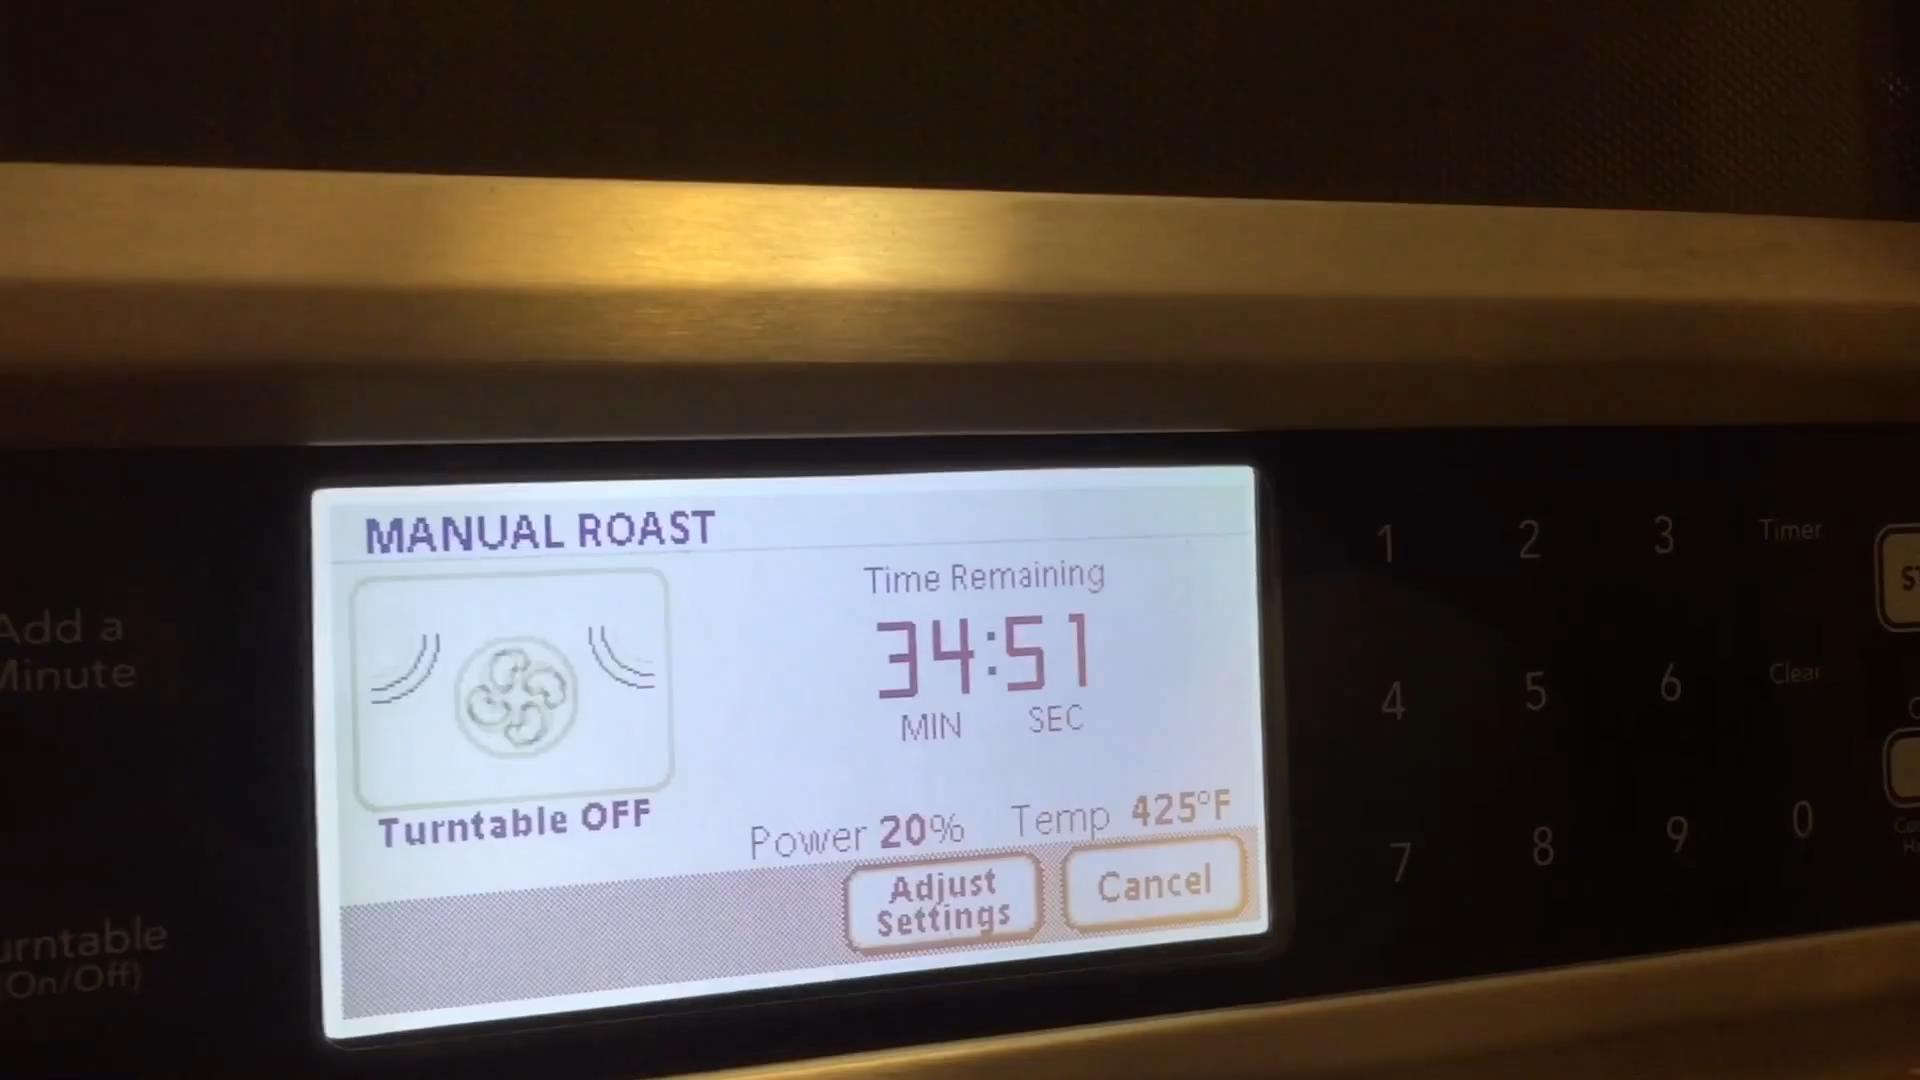 MANUAL ROAST
Time Remaining
34:51
MIN SEC
Turntable OFF
Power 20% Temp 425°F
Adjust
Settings
Cancel
Add a
Minute
(On/Off)
1 2 3 Timer
4 5 6 Clear
7 8 9 0